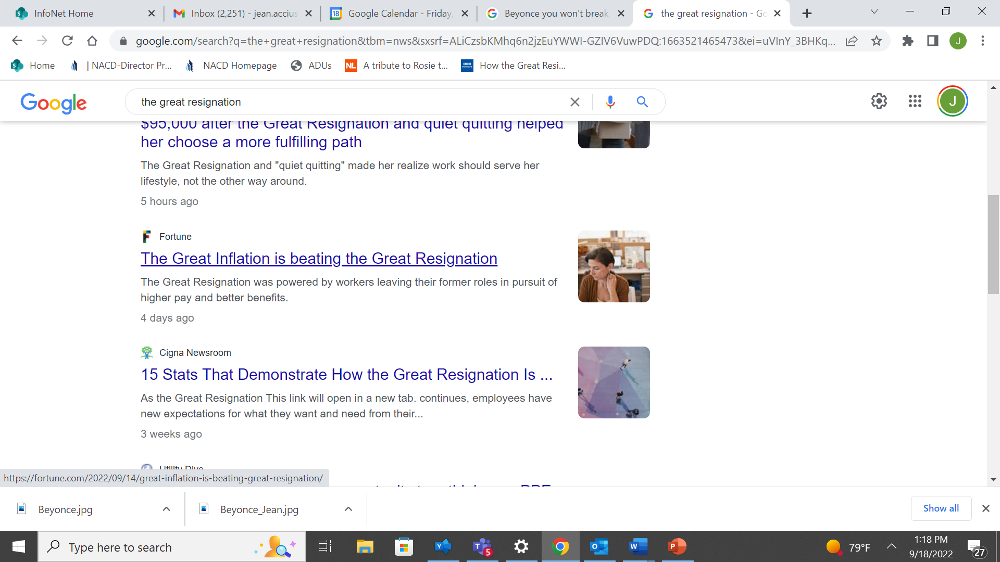 InfoNet Home
Inbox (2,251) - jean.accius
Google Calendar - Friday,
Beyonce you won't break
the great resignation - Go
google.com/search?q=the+great+resignation&tbm=nws&sxsrf=ALiCzsbKMhq6n2jzEuYWWI-GZIV6VuwPDQ:1663521465473&ei=uVInY_3BHKq...
J
Home
| NACD-Director Pr...
NACD Homepage
ADUs
NL A tribute to Rosie t...
How the Great Resi...
Google
the great resignation
J
$95,000 after the Great Resignation and quiet quitting helped
her choose a more fulfilling path
The Great Resignation and "quiet quitting" made her realize work should serve her
lifestyle, not the other way around.
5 hours ago
Fortune
The Great Inflation is beating the Great Resignation
The Great Resignation was powered by workers leaving their former roles in pursuit of
higher pay and better benefits.
4 days ago
Cigna Newsroom
15 Stats That Demonstrate How the Great Resignation Is ...
As the Great Resignation This link will open in a new tab. continues, employees have
new expectations for what they want and need from their...
3 weeks ago
Utility Dive
https://fortune.com/2022/09/14/great-inflation-is-beating-great-resignation/
Beyonce.jpg
Beyonce_Jean.jpg
Show all
Type here to search
5
79°F
1:18 PM
9/18/2022
27